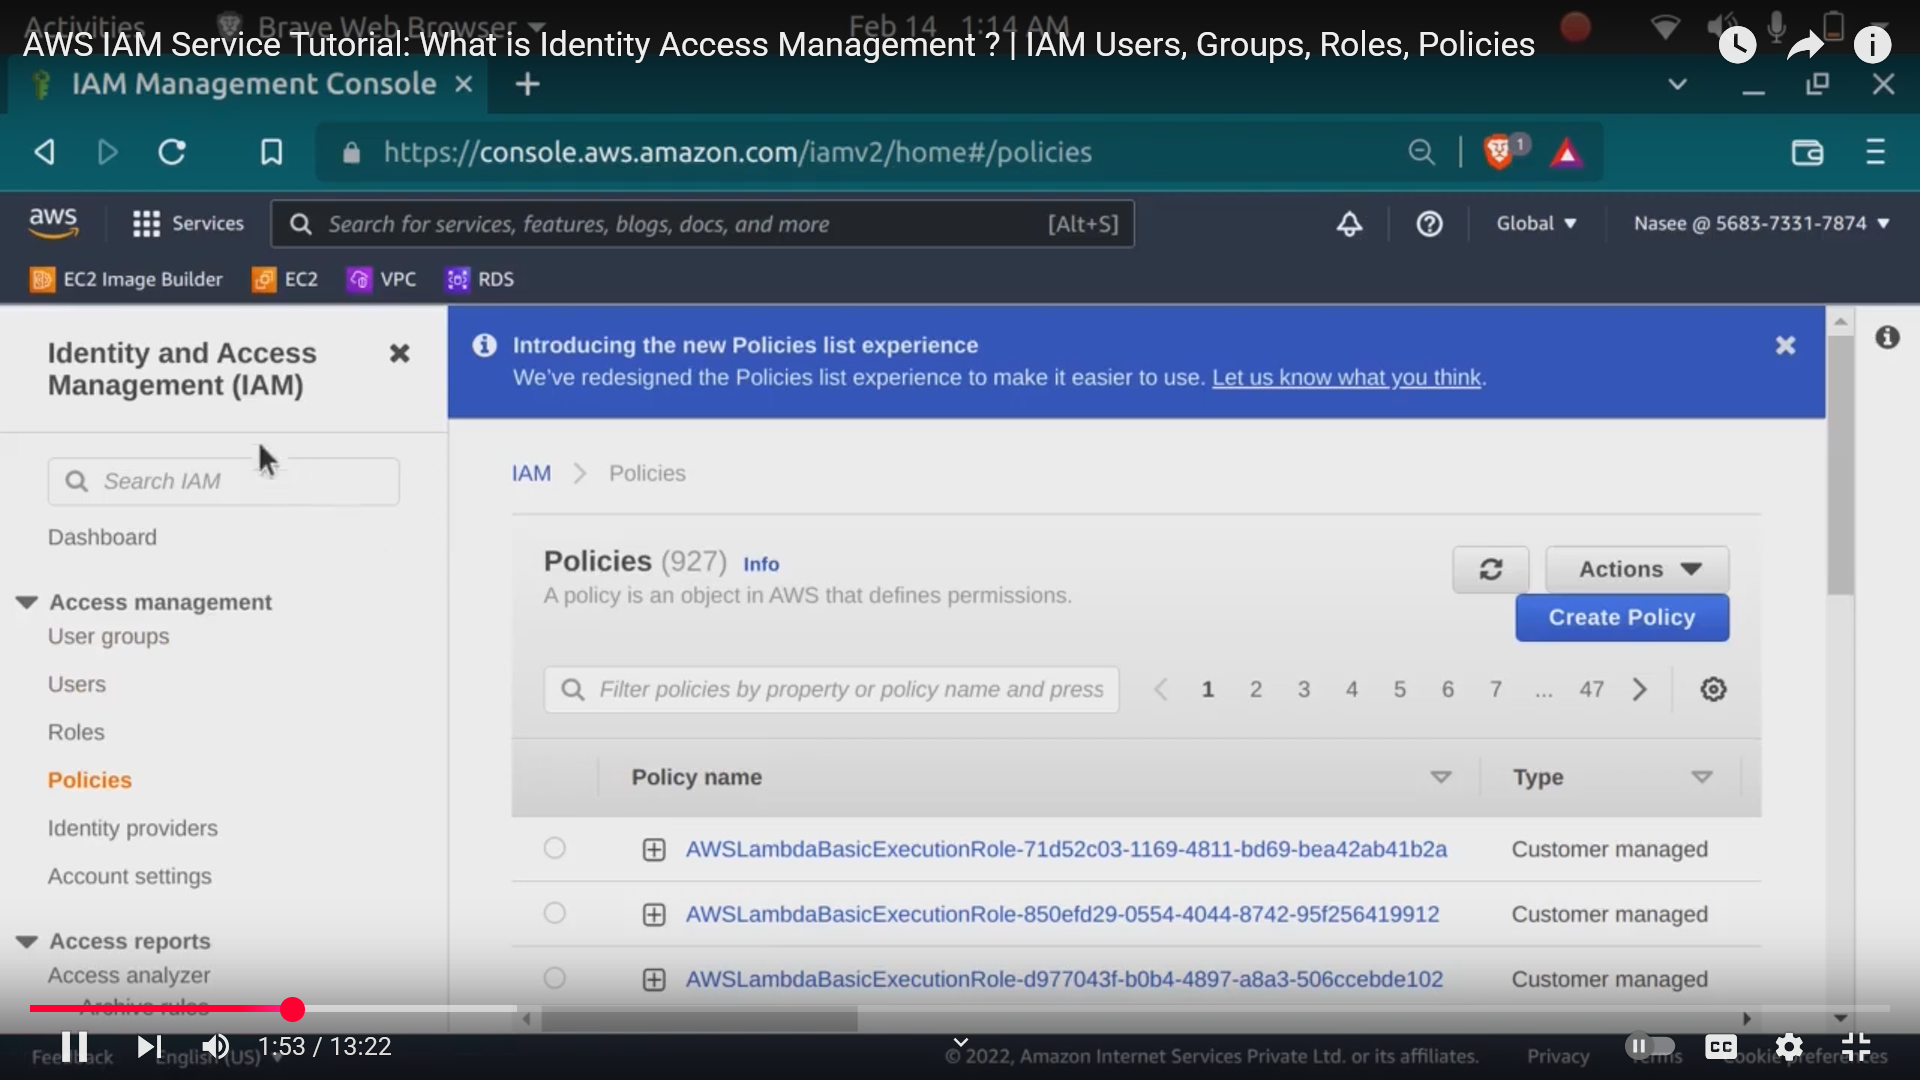 Activities Brave Web Browser Feb 14 1:14 AM
AWS IAM Service Tutorial: What is Identity Access Management ? | IAM Users, Groups, Roles, Policies
IAM Management Console
https://console.aws.amazon.com/iamv2/home#/policies
1
aws Services Search for services, features, blogs, docs, and more [Alt+S] Global Nasee @ 5683-7331-7874
EC2 Image Builder EC2 VPC RDS
Identity and Access
Management (IAM)
Search IAM
Dashboard
Access management
User groups
Users
Roles
Policies
Identity providers
Account settings
Access reports
Access analyzer
Archive rules
Introducing the new Policies list experience
We've redesigned the Policies list experience to make it easier to use. Let us know what you think.
IAM Policies
Policies (927) Info
A policy is an object in AWS that defines permissions.
Actions
Create Policy
Filter policies by property or policy name and press
1 2 3 4 5 6 7 ... 47
Policy name Type
AWSLambdaBasicExecutionRole-71d52c03-1169-4811-bd69-bea42ab41b2a Customer managed
AWSLambdaBasicExecutionRole-850efd29-0554-4044-8742-95f256419912 Customer managed
AWSLambdaBasicExecutionRole-d977043f-b0b4-4897-a8a3-506ccebde102 Customer managed
1:53 / 13:22
CC
Feedback English (US) © 2022, Amazon Internet Services Private Ltd. or its affiliates. Privacy Terms Cookie preferences